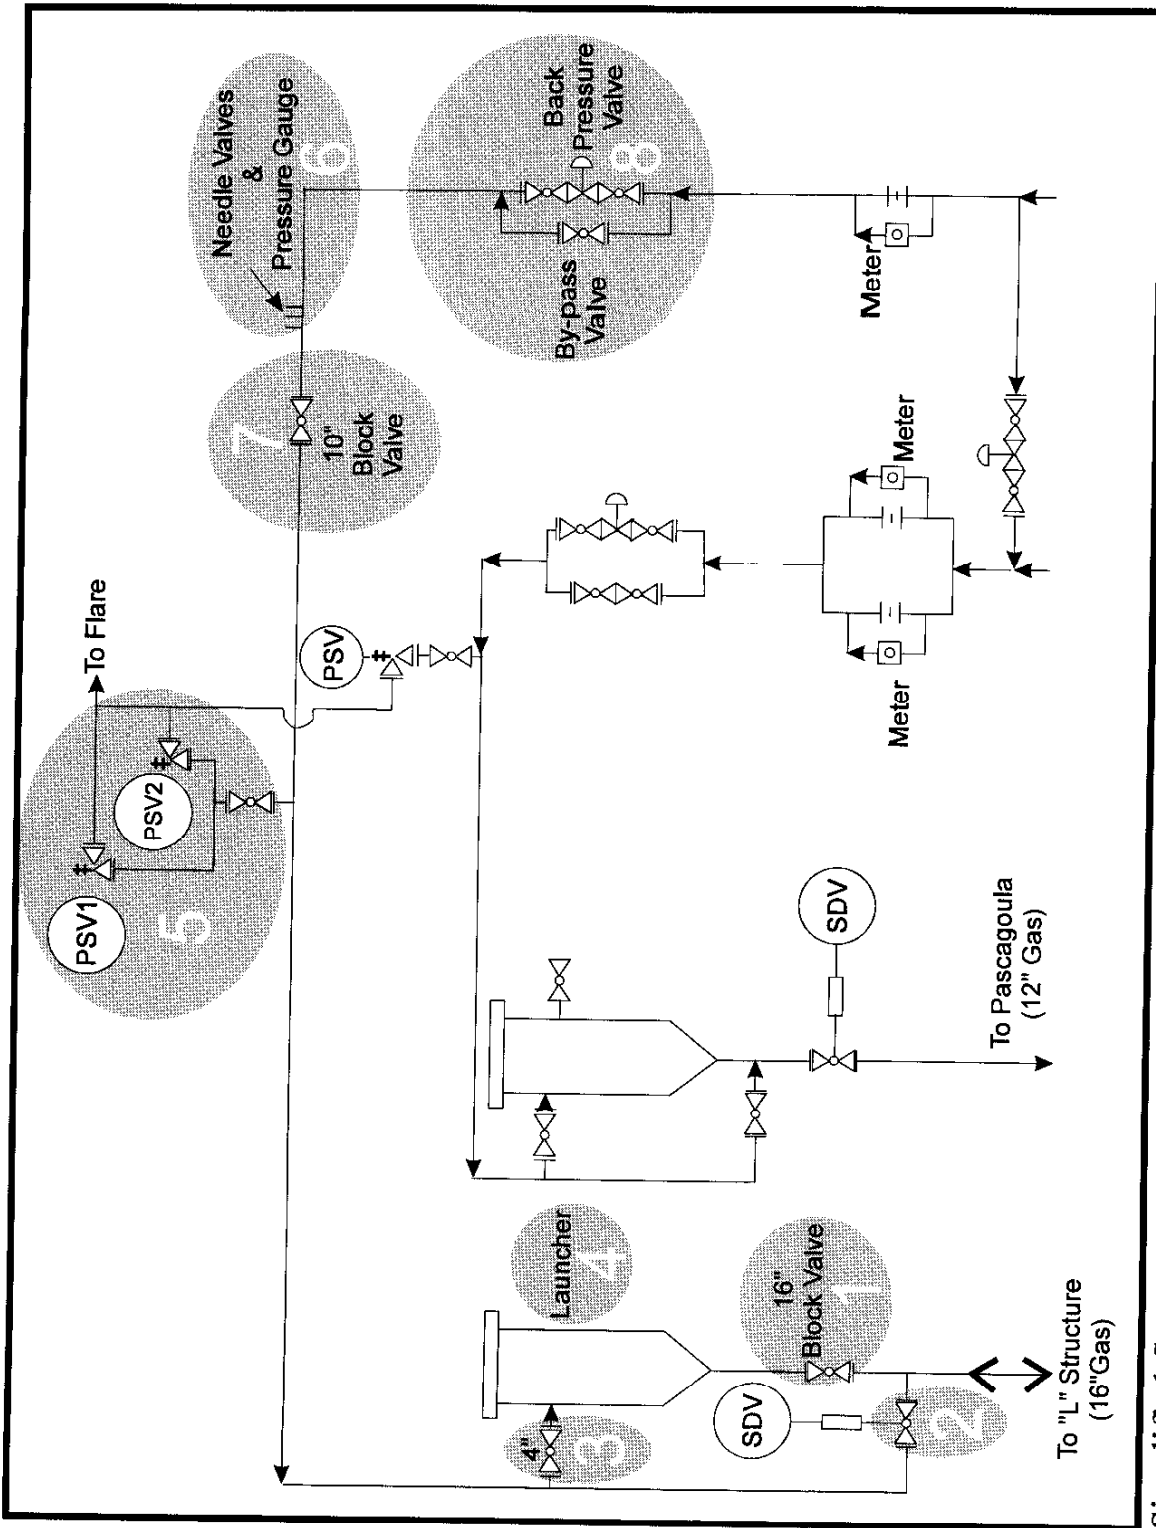 To Flare
PSV1
PSV2
5
Needle Valves
&
Pressure Gauge
6
7
10"
Block
Valve
PSV
Back
Pressure
Valve
8
By-pass
Valve
4"
3
Launcher
4
16"
Block Valve
1
SDV
2
SDV
Meter
Meter
Meter
To Pascagoula
(12" Gas)
To "L" Structure
(16"Gas)